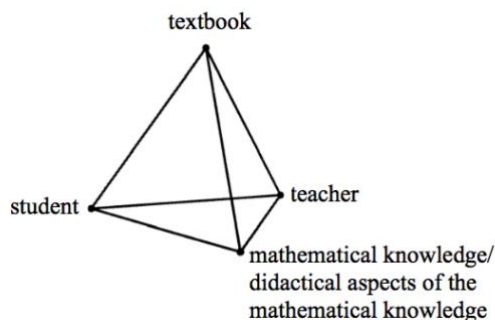 textbook
student
teacher
mathematical knowledge/
didactical aspects of the
mathematical knowledge